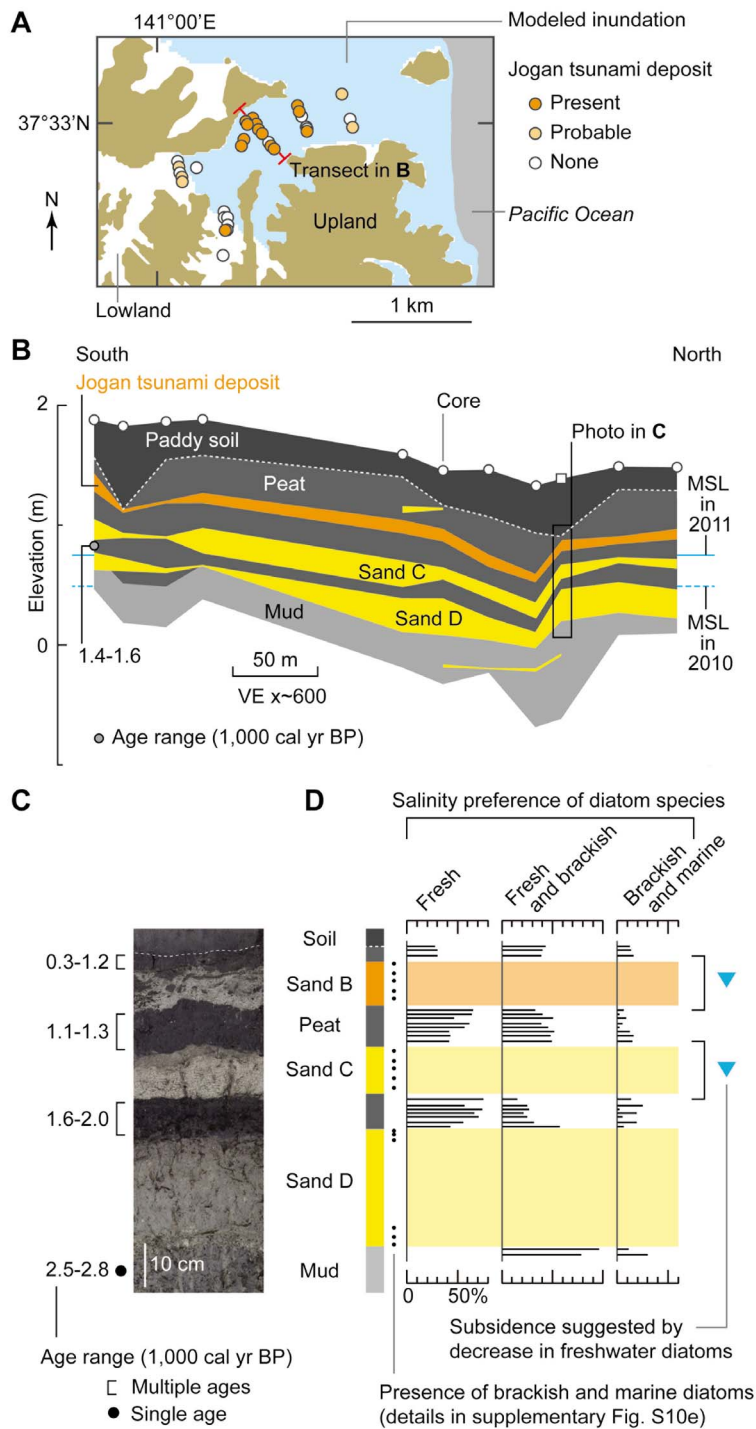 A
141°00’E
Modeled inundation
Jogan tsunami deposit
Present
Probable
None
37°33’N
Transect in B
N
Upland
Pacific Ocean
Lowland
1 km
B
South
North
Jogan tsunami deposit
2
Core
Photo in C
Paddy soil
Peat
MSL
in
2011
Elevation (m)
Sand C
Sand D
Mud
MSL
in
2010
0
1.4-1.6
50 m
VE x~600
Age range (1,000 cal yr BP)
C
D
Salinity preference of diatom species
Fresh
Fresh
and brackish
Brackish
and marine
Soil
0.3-1.2
Sand B
1.1-1.3
Peat
Sand C
1.6-2.0
Sand D
10 cm
2.5-2.8
Mud
0
50%
Subsidence suggested by
decrease in freshwater diatoms
Age range (1,000 cal yr BP)
Multiple ages
Single age
Presence of brackish and marine diatoms
(details in supplementary Fig. S10e)